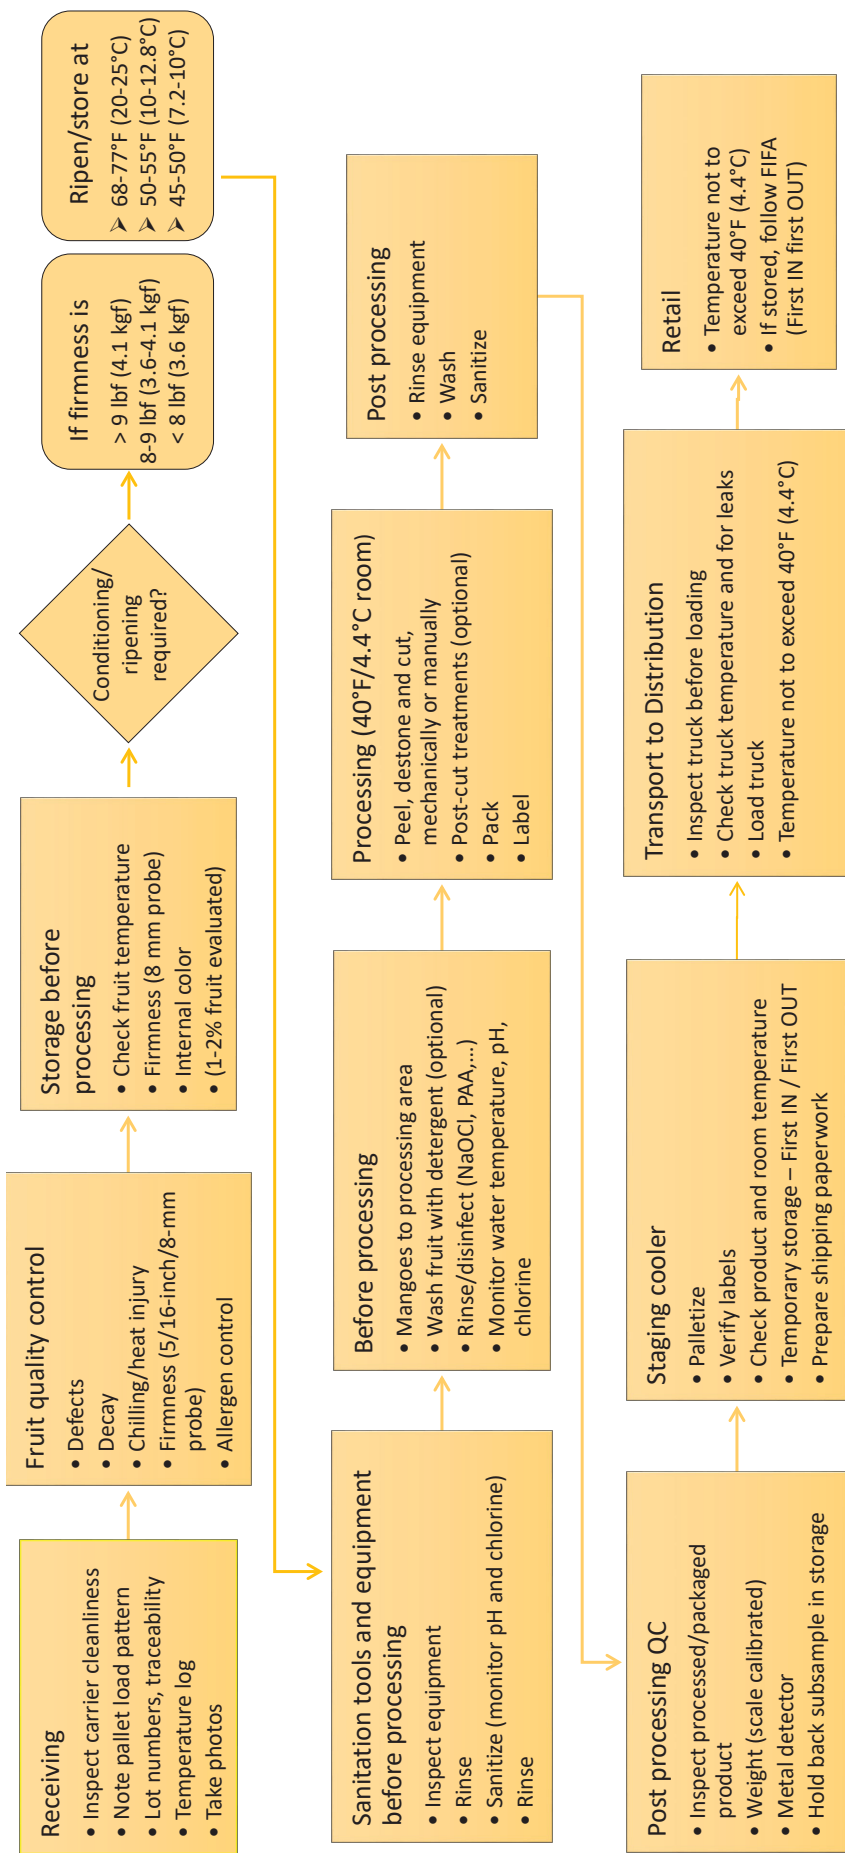 Receiving
• Inspect carrier cleanliness
• Note pallet load pattern
• Lot numbers, traceability
• Temperature log
• Take photos
Fruit quality control
• Defects
• Decay
• Chilling/heat injury
• Firmness (5/16-inch/8-mm
probe)
• Allergen control
Storage before
processing
• Check fruit temperature
• Firmness (8 mm probe)
• Internal color
• (1-2% fruit evaluated)
Conditioning/
ripening
required?
If firmness is
> 9 lbf (4.1 kgf)
8-9 lbf (3.6-4.1 kgf)
< 8 lbf (3.6 kgf)
Ripen/store at
➢ 68-77°F (20-25°C)
➢ 50-55°F (10-12.8°C)
➢ 45-50°F (7.2-10°C)
Sanitation tools and equipment
before processing
• Inspect equipment
• Rinse
• Sanitize (monitor pH and chlorine)
• Rinse
Before processing
• Mangoes to processing area
• Wash fruit with detergent (optional)
• Rinse/disinfect (NaOCl, PAA,...)
• Monitor water temperature, pH,
chlorine
Processing (40°F/4.4°C room)
• Peel, destone and cut,
mechanically or manually
• Post-cut treatments (optional)
• Pack
• Label
Post processing
• Rinse equipment
• Wash
• Sanitize
Post processing QC
• Inspect processed/packaged
product
• Weight (scale calibrated)
• Metal detector
• Hold back subsample in storage
Staging cooler
• Palletize
• Verify labels
• Check product and room temperature
• Temporary storage – First IN / First OUT
• Prepare shipping paperwork
Transport to Distribution
• Inspect truck before loading
• Check truck temperature and for leaks
• Load truck
• Temperature not to exceed 40°F (4.4°C)
Retail
• Temperature not to
exceed 40°F (4.4°C)
• If stored, follow FIFA
(First IN first OUT)